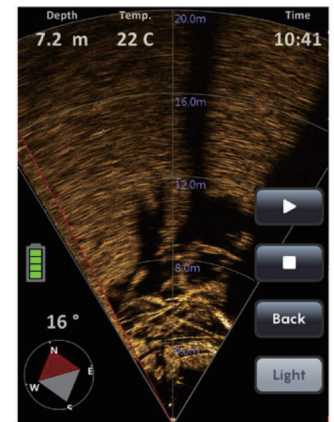 Depth Temp. Time
7.2 m 22 C 10:41
20.0m
16.0m
12.0m
8.0m
Back
16 °
Light
N
E
W
S